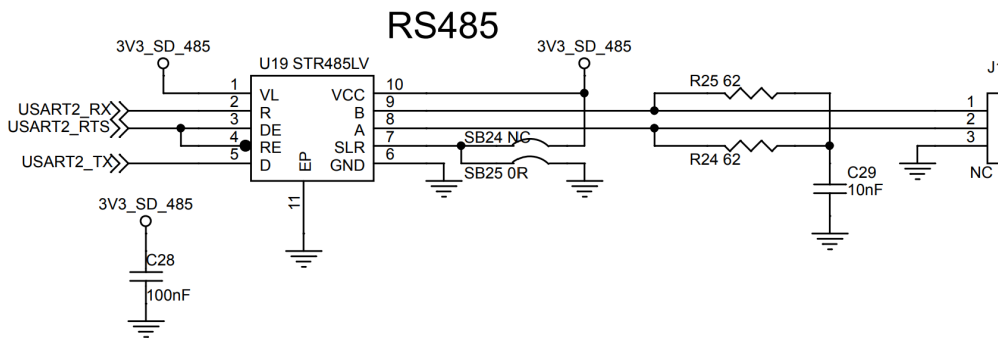 RS485
3V3_SD_485
3V3_SD_485
U19 STR485LV
USART2_RX
USART2_RTS
USART2_TX
1 VL VCC 10
2 R B 9
3 DE A 8
4 RE SLR 7
5 D GND 6
EP
11
SB24 NC
SB25 0R
R25 62
R24 62
C29
10nF
J1
1
2
3
NC
3V3_SD_485
C28
100nF